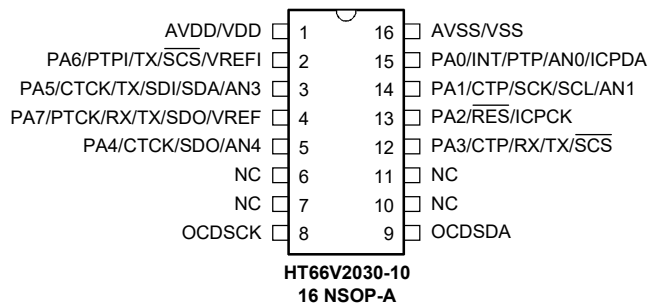 AVDD/VDD 1 16 AVSS/VSS
PA6/PTPI/TX/SCS/VREFI 2 15 PA0/INT/PTP/AN0/ICPDA
PA5/CTCK/TX/SDI/SDA/AN3 3 14 PA1/CTP/SCK/SCL/AN1
PA7/PTCK/RX/TX/SDO/VREF 4 13 PA2/RES/ICPCK
PA4/CTCK/SDO/AN4 5 12 PA3/CTP/RX/TX/SCS
NC 6 11 NC
NC 7 10 NC
OCDSCK 8 9 OCDSDA
HT66V2030-10
16 NSOP-A